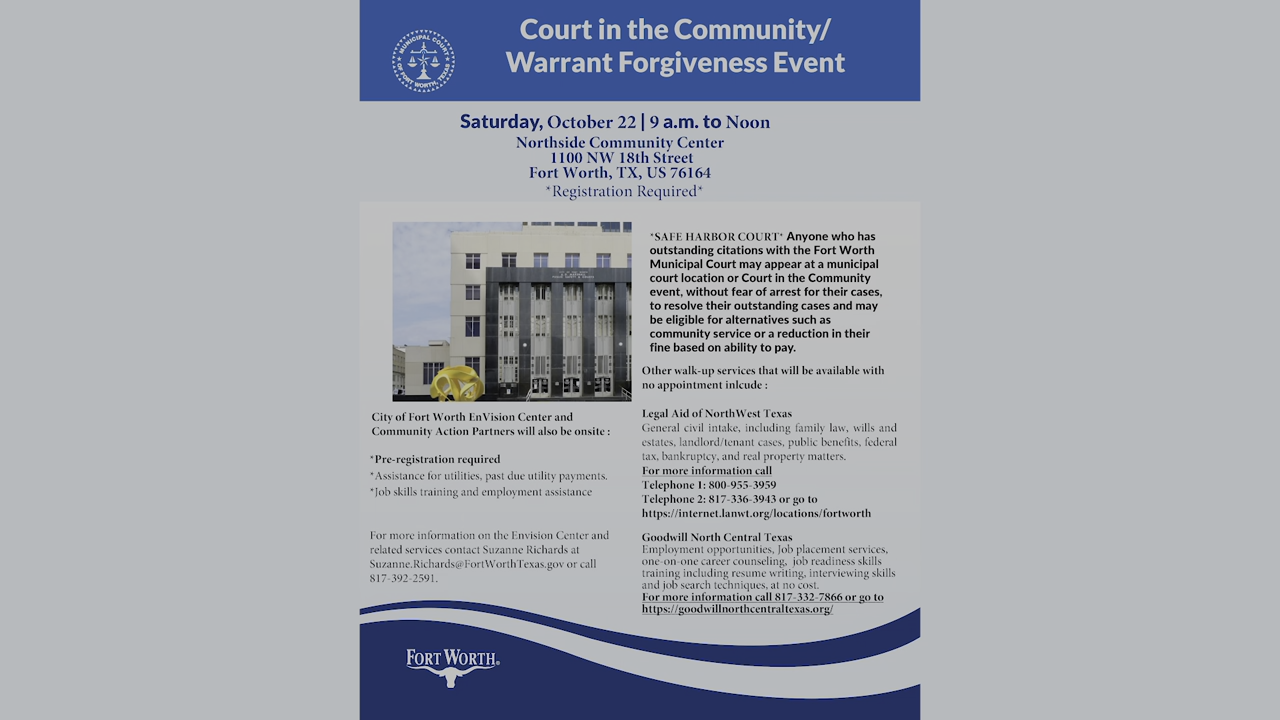 MUNICIPAL COURT
OF FORT WORTH, TEXAS
Court in the Community/
Warrant Forgiveness Event
Saturday, October 22 | 9 a.m. to Noon
Northside Community Center
1100 NW 18th Street
Fort Worth, TX, US 76164
*Registration Required*
*SAFE HARBOR COURT* Anyone who has
outstanding citations with the Fort Worth
Municipal Court may appear at a municipal
court location or Court in the Community
event, without fear of arrest for their cases,
to resolve their outstanding cases and may
be eligible for alternatives such as
community service or a reduction in their
fine based on ability to pay.
Other walk-up services that will be available with
no appointment inlcude :
Legal Aid of NorthWest Texas
General civil intake, including family law, wills and
estates, landlord/tenant cases, public benefits, federal
tax, bankruptcy, and real property matters.
For more information call
Telephone 1: 800-955-3959
Telephone 2: 817-336-3943 or go to
https://internet.lanwt.org/locations/fortworth
Goodwill North Central Texas
Employment opportunities, Job placement services,
one-on-one career counseling, job readiness skills
training including resume writing, interviewing skills
and job search techniques, at no cost.
For more information call 817-332-7866 or go to
https://goodwillnorthcentraltexas.org/
City of Fort Worth EnVision Center and
Community Action Partners will also be onsite :
*Pre-registration required
*Assistance for utilities, past due utility payments.
*Job skills training and employment assistance
For more information on the Envision Center and
related services contact Suzanne Richards at
Suzanne.Richards@FortWorthTexas.gov or call
817-392-2591.
FORT WORTH®